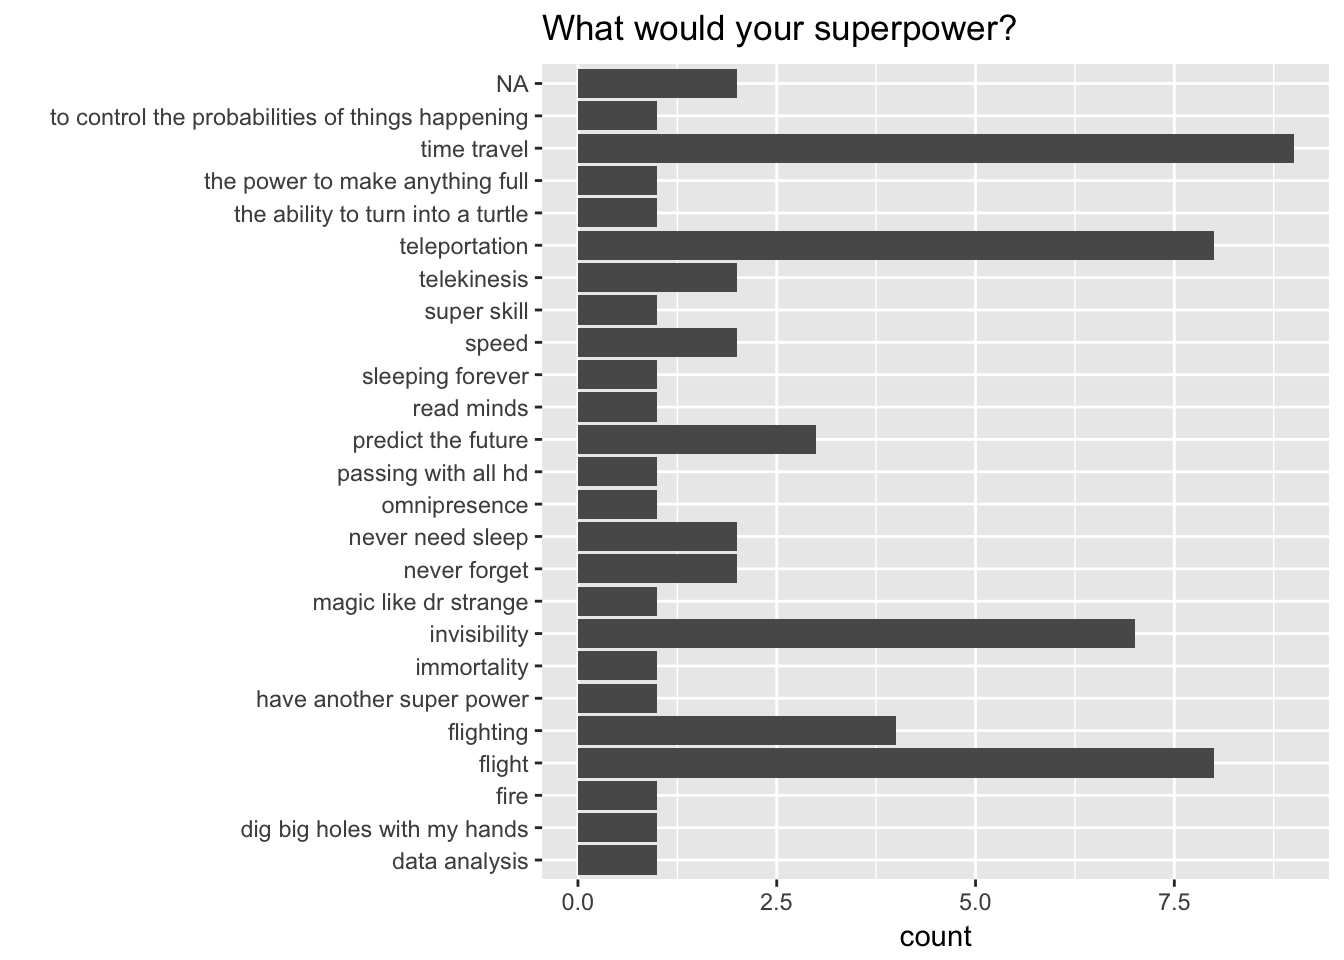 What would your superpower?
NA
to control the probabilities of things happening
time travel
the power to make anything full
the ability to turn into a turtle
teleportation
telekinesis
super skill
speed
sleeping forever
read minds
predict the future
passing with all hd
omnipresence
never need sleep
never forget
magic like dr strange
invisibility
immortality
have another super power
flighting
flight
fire
dig big holes with my hands
data analysis
0.0 2.5 5.0 7.5
count